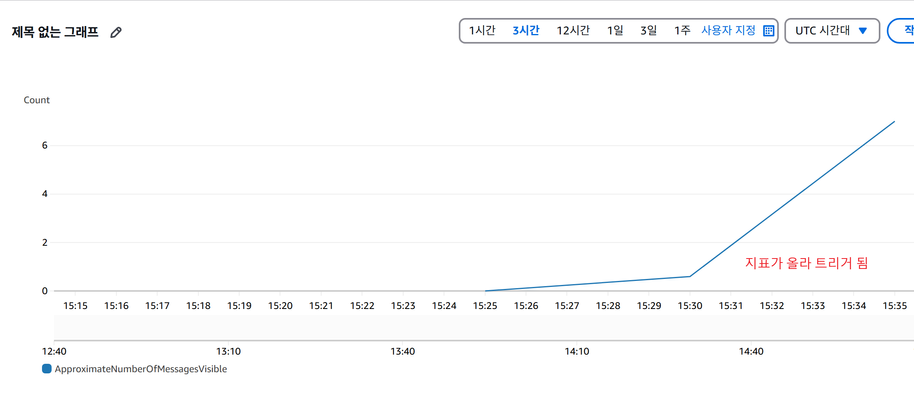 제목 없는 그래프
1시간 3시간 12시간 1일 3일 1주 사용자 지정 UTC 시간대
Count
6
4
2
0
15:15 15:16 15:17 15:18 15:19 15:20 15:21 15:22 15:23 15:24 15:25 15:26 15:27 15:28 15:29 15:30 15:31 15:32 15:33 15:34 15:35
지표가 올라 트리거 됨
12:40 13:10 13:40 14:10 14:40
ApproximateNumberOfMessagesVisible